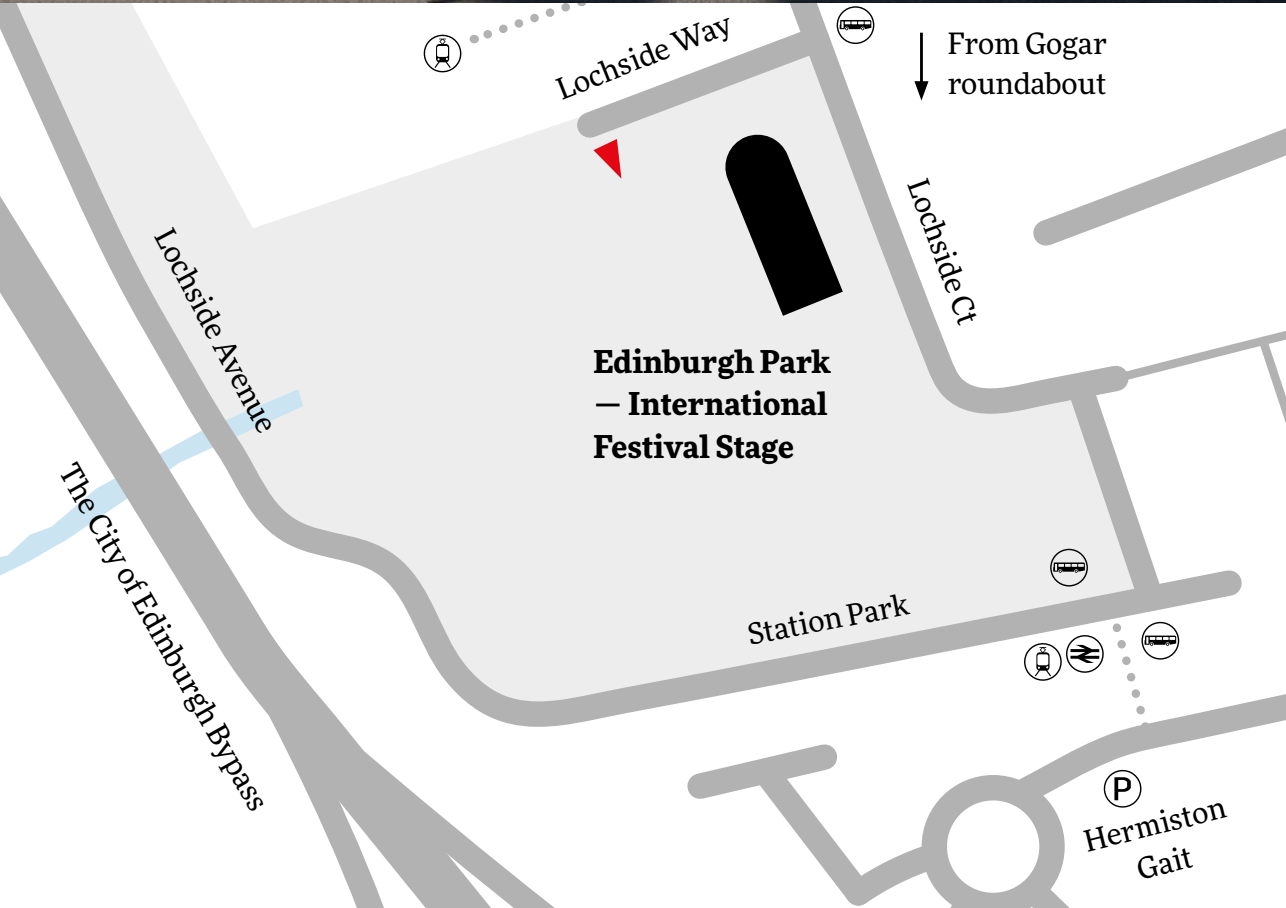 Lochside Way
From Gogar
roundabout
Lochside Ct
Lochside Avenue
Edinburgh Park
— International
Festival Stage
The City of Edinburgh Bypass
Station Park
P
Hermiston
Gait